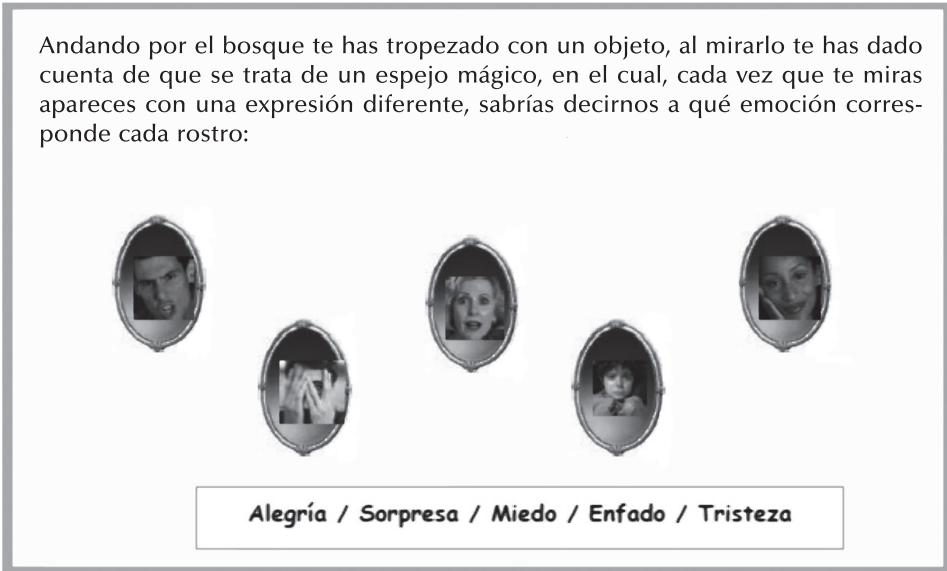 Andando por el bosque te has tropezado con un objeto, al mirarlo te has dado
cuenta de que se trata de un espejo mágico, en el cual, cada vez que te miras
apareces con una expresión diferente, sabrías decirnos a qué emoción corres-
ponde cada rostro:
Alegría / Sorpresa / Miedo / Enfado / Tristeza